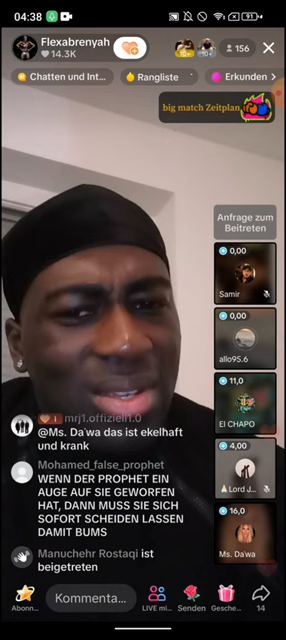 04:38
91
Flexabrenyah
14.3K
10+
10+
156
Chatten und Int...
Rangliste
Erkunden
big match Zeitplan
Anfrage zum
Beitreten
0,00
Samir
0,00
allo95.6
11,0
El CHAPO
4,00
Lord J...
16,0
Ms. Da'wa
mrj1.offiziell1.0
@Ms. Da'wa das ist ekelhaft
und krank
Mohamed_false_prophet
WENN DER PROPHET EIN
AUGE AUF SIE GEWORFEN
HAT, DANN MUSS SIE SICH
SOFORT SCHEIDEN LASSEN
DAMIT BUMS
Manuchehr Rostaqi ist
beigetreten
Abonn...
Kommenta...
LIVE mi...
Senden
Gesche...
14